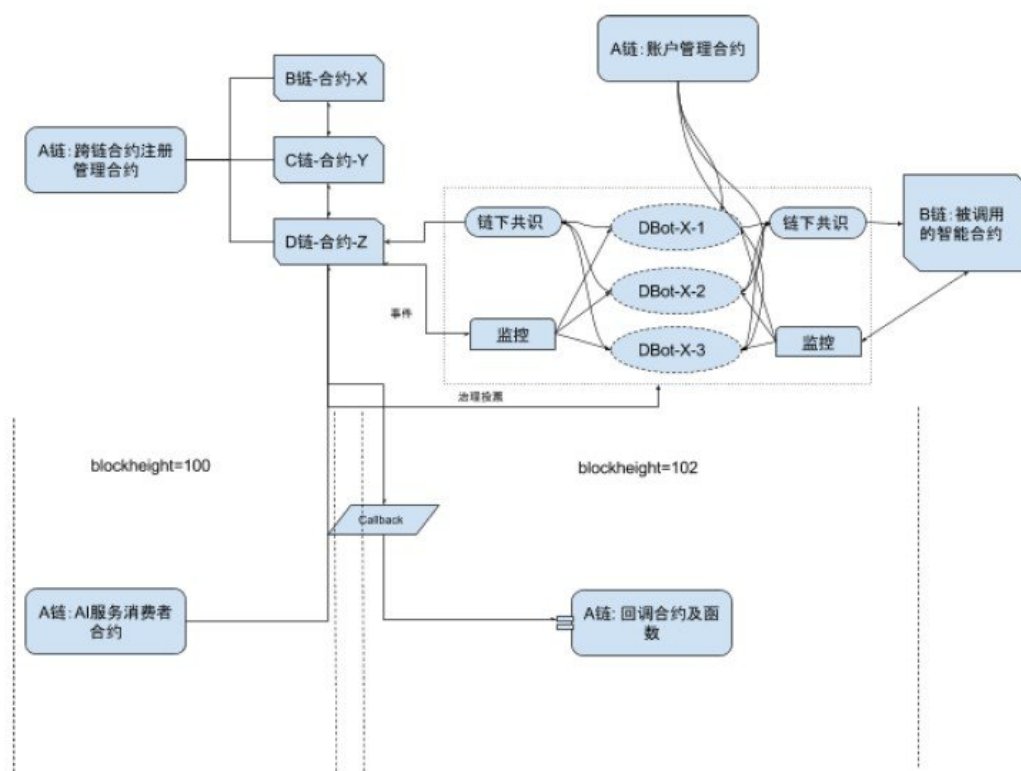 A链：账户管理合约
B链-合约-X
A链：跨链合约注册
管理合约
C链-合约-Y
D链-合约-Z
链下共识
DBot-X-1
链下共识
B链：被调用
的智能合约
DBot-X-2
事件
监控
DBot-X-3
监控
治理投票
blockheight=100
blockheight=102
Callback
A链：AI服务消费者
合约
A链：回调合约及函
数